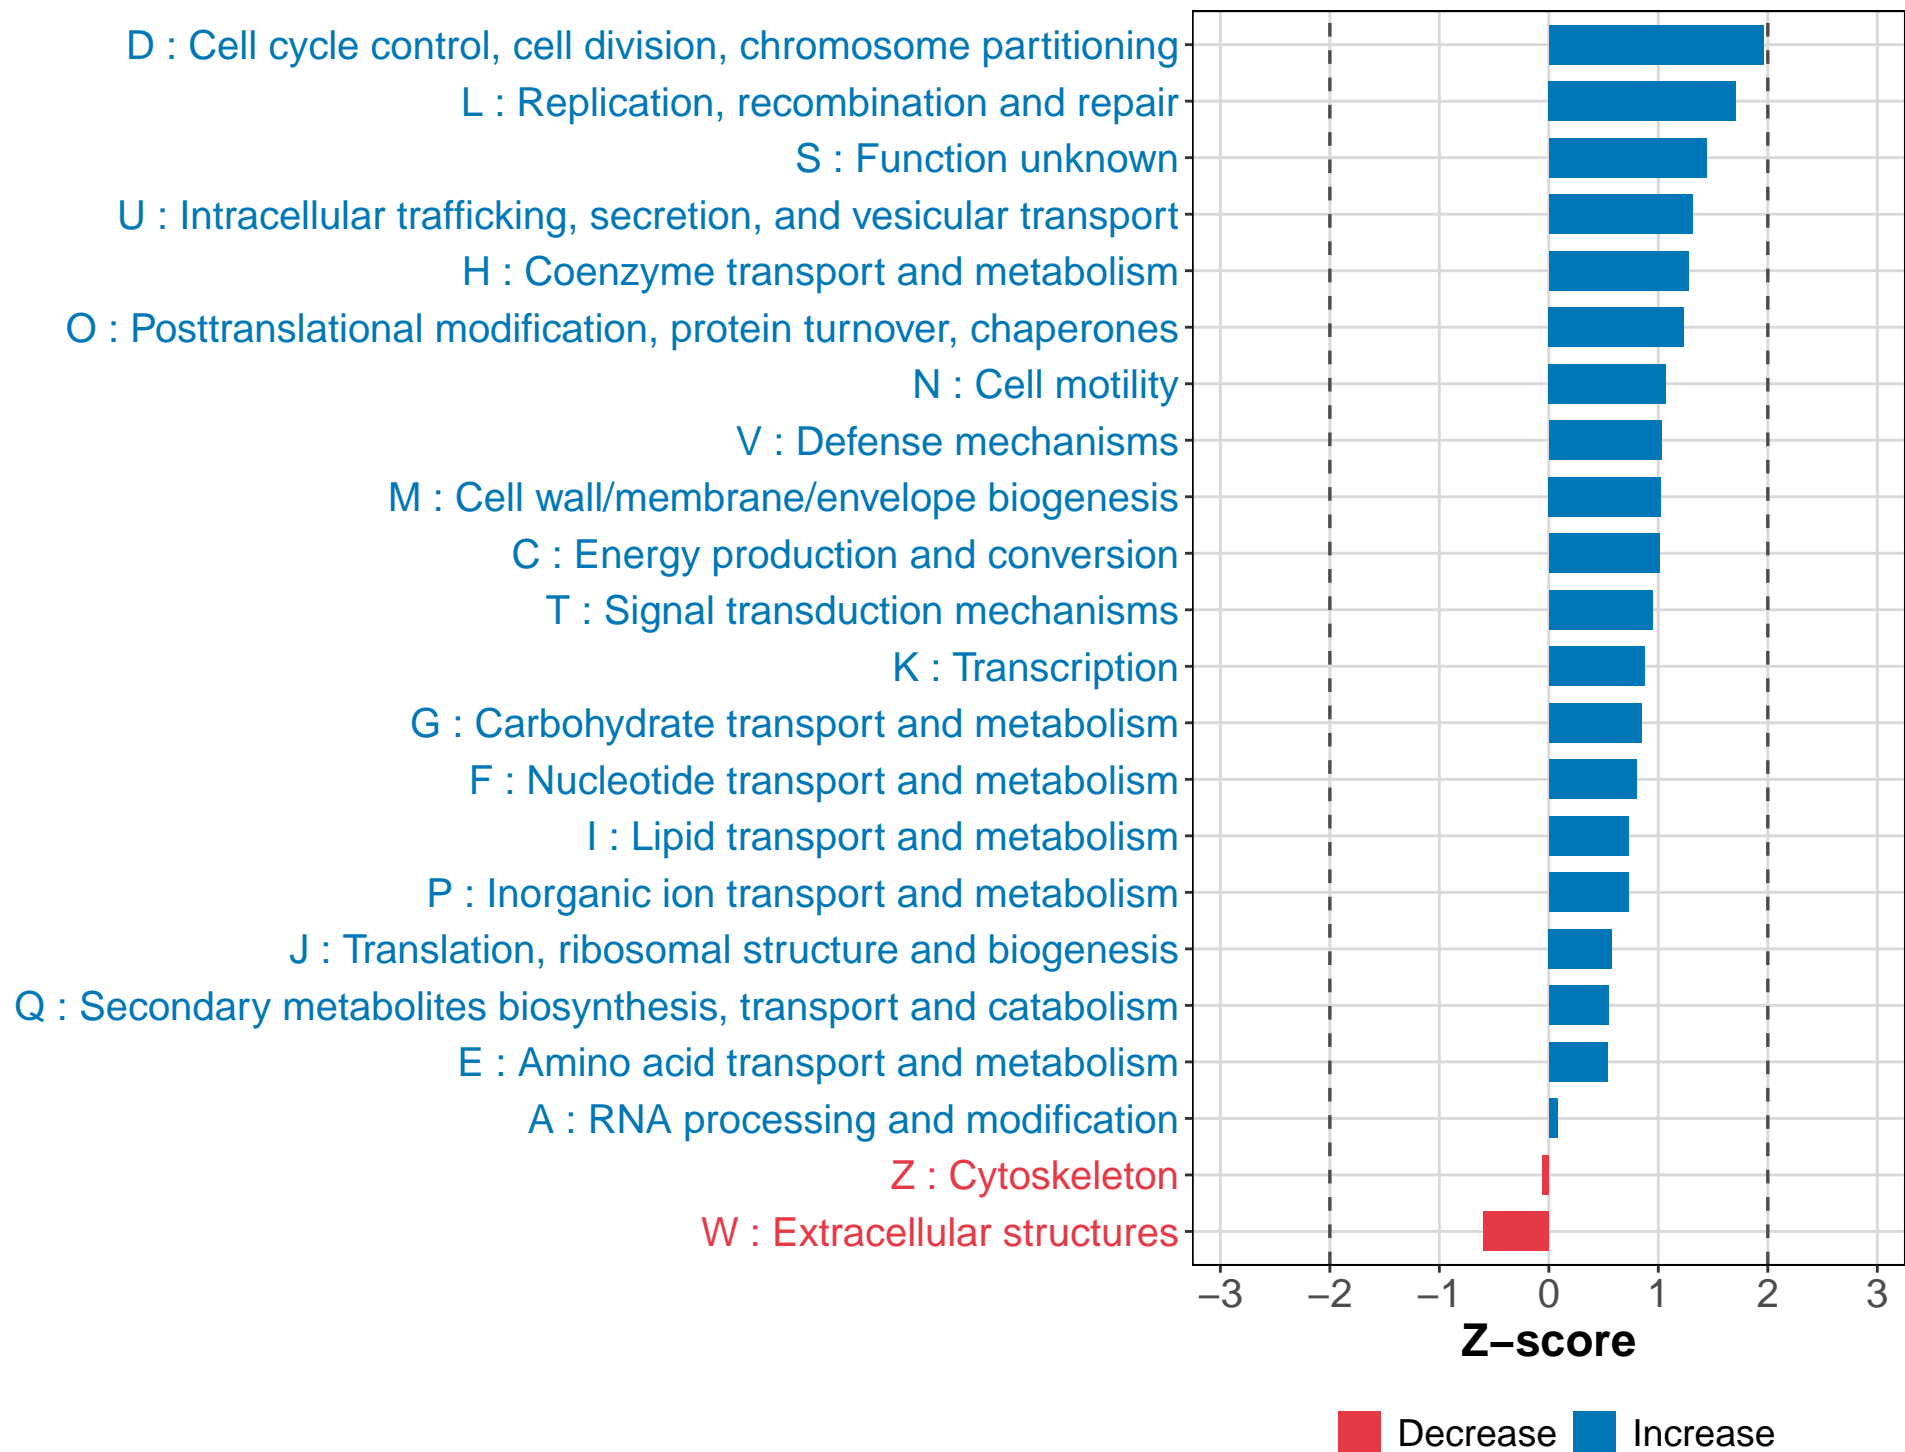 D : Cell cycle control, cell division, chromosome partitioning
L : Replication, recombination and repair
S : Function unknown
U : Intracellular trafficking, secretion, and vesicular transport
H : Coenzyme transport and metabolism
O : Posttranslational modification, protein turnover, chaperones
N : Cell motility
V : Defense mechanisms
M : Cell wall/membrane/envelope biogenesis
C : Energy production and conversion
T : Signal transduction mechanisms
K : Transcription
G : Carbohydrate transport and metabolism
F : Nucleotide transport and metabolism
I : Lipid transport and metabolism
P : Inorganic ion transport and metabolism
J : Translation, ribosomal structure and biogenesis
Q : Secondary metabolites biosynthesis, transport and catabolism
E : Amino acid transport and metabolism
A : RNA processing and modification
Z : Cytoskeleton
W : Extracellular structures
−3 −2 −1 0 1 2 3
Z−score
Decrease Increase